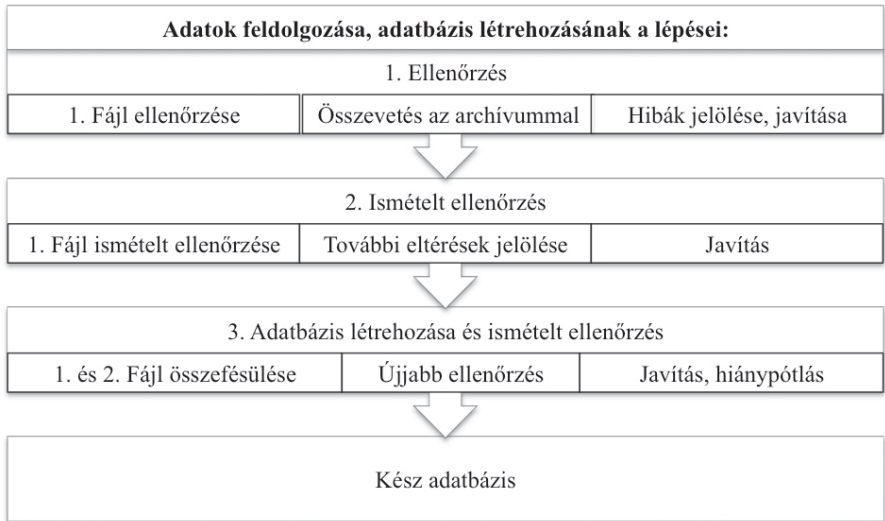 Adatok feldolgozása, adatbázis létrehozásának a lépései:
1. Ellenőrzés
1. Fájl ellenőrzése
Összevetés az archívummal
Hibák jelölése, javítása
2. Ismételt ellenőrzés
1. Fájl ismételt ellenőrzése
További eltérések jelölése
Javítás
3. Adatbázis létrehozása és ismételt ellenőrzés
1. és 2. Fájl összefésülése
Újjabb ellenőrzés
Javítás, hiánypótlás
Kész adatbázis